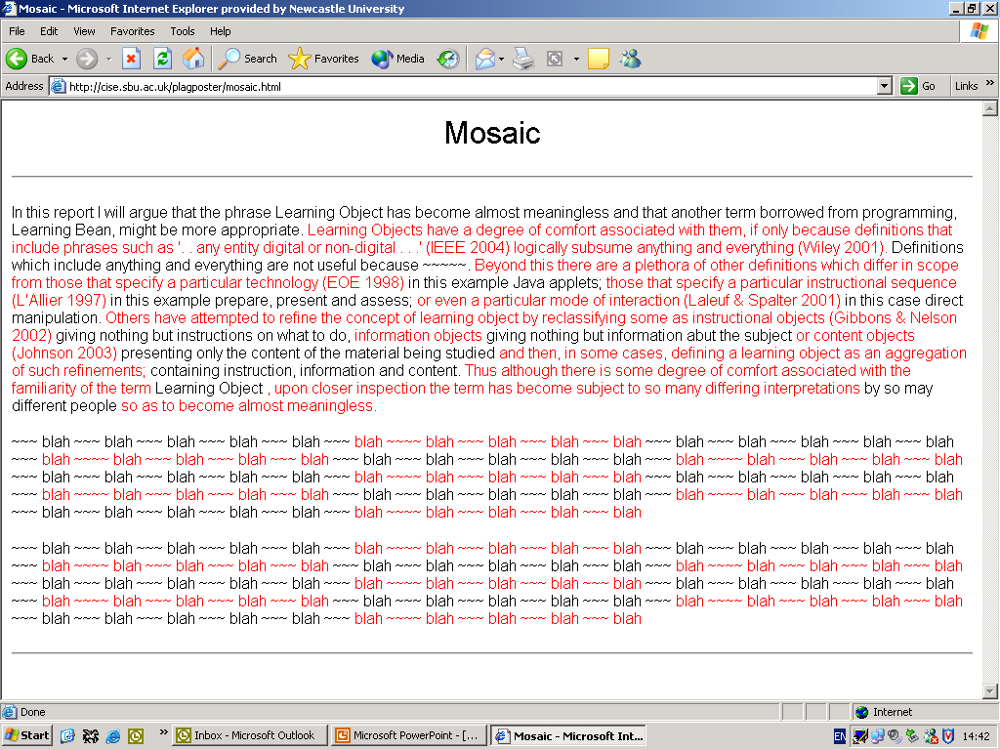 Mosaic - Microsoft Internet Explorer provided by Newcastle University
File Edit View Favorites Tools Help
Back Search Favorites Media
Address http://cise.sbu.ac.uk/plagposter/mosaic.html Go Links »
Mosaic
In this report I will argue that the phrase Learning Object has become almost meaningless and that another term borrowed from programming,
Learning Bean, might be more appropriate. Learning Objects have a degree of comfort associated with them, if only because definitions that
include phrases such as '. . any entity digital or non-digital . . .' (IEEE 2004) logically subsume anything and everything (Wiley 2001). Definitions
which include anything and everything are not useful because ~~~~~. Beyond this there are a plethora of other definitions which differ in scope
from those that specify a particular technology (EOE 1998) in this example Java applets; those that specify a particular instructional sequence
(L'Allier 1997) in this example prepare, present and assess; or even a particular mode of interaction (Laleuf & Spalter 2001) in this case direct
manipulation. Others have attempted to refine the concept of learning object by reclassifying some as instructional objects (Gibbons & Nelson
2002) giving nothing but instructions on what to do, information objects giving nothing but information abut the subject or content objects
(Johnson 2003) presenting only the content of the material being studied and then, in some cases, defining a learning object as an aggregation
of such refinements; containing instruction, information and content. Thus although there is some degree of comfort associated with the
familiarity of the term Learning Object , upon closer inspection the term has become subject to so many differing interpretations by so may
different people so as to become almost meaningless.
~~~ blah ~~~ blah ~~~ blah ~~~ blah ~~~ blah ~~~ blah ~~~~ blah ~~~ blah ~~~ blah ~~~ blah ~~~ blah ~~~ blah ~~~ blah ~~~ blah ~~~ blah
~~~ blah ~~~~ blah ~~~ blah ~~~ blah ~~~ blah ~~~ blah ~~~ blah ~~~ blah ~~~ blah ~~~ blah ~~~ blah ~~~~ blah ~~~ blah ~~~ blah ~~~ blah
~~~ blah ~~~ blah ~~~ blah ~~~ blah ~~~ blah ~~~ blah ~~~~ blah ~~~ blah ~~~ blah ~~~ blah ~~~ blah ~~~ blah ~~~ blah ~~~ blah ~~~ blah
~~~ blah ~~~~ blah ~~~ blah ~~~ blah ~~~ blah ~~~ blah ~~~ blah ~~~ blah ~~~ blah ~~~ blah ~~~ blah ~~~~ blah ~~~ blah ~~~ blah ~~~ blah
~~~ blah ~~~ blah ~~~ blah ~~~ blah ~~~ blah ~~~ blah ~~~~ blah ~~~ blah ~~~ blah ~~~ blah
~~~ blah ~~~ blah ~~~ blah ~~~ blah ~~~ blah ~~~ blah ~~~~ blah ~~~ blah ~~~ blah ~~~ blah ~~~ blah ~~~ blah ~~~ blah ~~~ blah ~~~ blah
~~~ blah ~~~~ blah ~~~ blah ~~~ blah ~~~ blah ~~~ blah ~~~ blah ~~~ blah ~~~ blah ~~~ blah ~~~ blah ~~~~ blah ~~~ blah ~~~ blah ~~~ blah
~~~ blah ~~~ blah ~~~ blah ~~~ blah ~~~ blah ~~~ blah ~~~~ blah ~~~ blah ~~~ blah ~~~ blah ~~~ blah ~~~ blah ~~~ blah ~~~ blah ~~~ blah
~~~ blah ~~~~ blah ~~~ blah ~~~ blah ~~~ blah ~~~ blah ~~~ blah ~~~ blah ~~~ blah ~~~ blah ~~~ blah ~~~~ blah ~~~ blah ~~~ blah ~~~ blah
~~~ blah ~~~ blah ~~~ blah ~~~ blah ~~~ blah ~~~ blah ~~~~ blah ~~~ blah ~~~ blah ~~~ blah
Done Internet
Start » Inbox - Microsoft Outlook Microsoft PowerPoint - [... Mosaic - Microsoft Int... EN 14:42